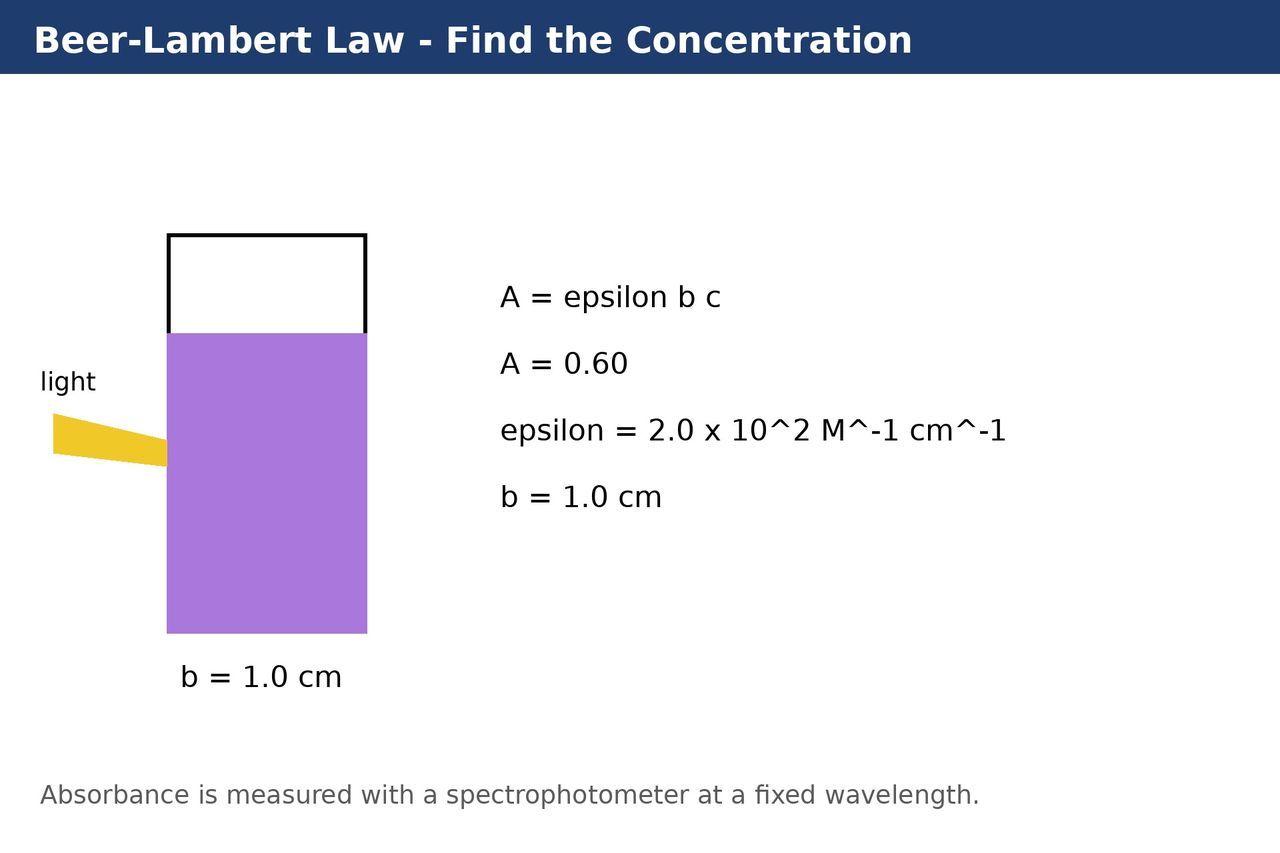 Beer-Lambert Law - Find the Concentration
light
A = epsilon b c
A = 0.60
epsilon = 2.0 x 10^2 M^-1 cm^-1
b = 1.0 cm
b = 1.0 cm
Absorbance is measured with a spectrophotometer at a fixed wavelength.